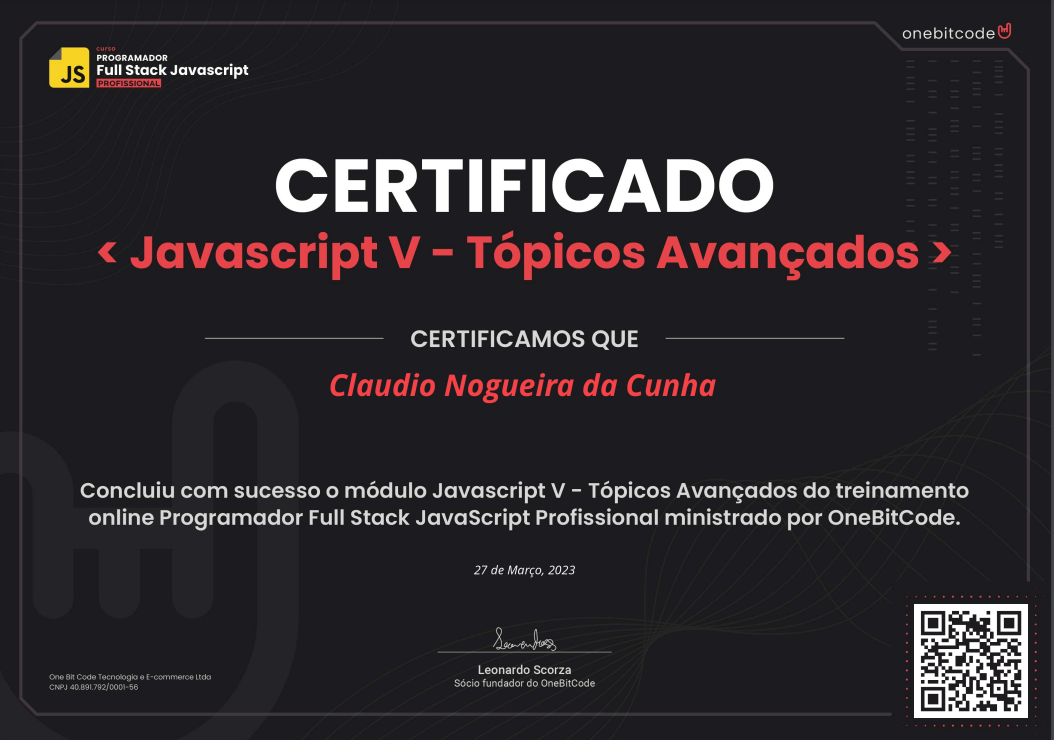 curso
PROGRAMADOR
Full Stack Javascript
PROFISSIONAL
JS
onebitcode
CERTIFICADO
< Javascript V - Tópicos Avançados >
CERTIFICAMOS QUE
Claudio Nogueira da Cunha
Concluiu com sucesso o módulo Javascript V - Tópicos Avançados do treinamento
online Programador Full Stack JavaScript Profissional ministrado por OneBitCode.
27 de Março, 2023
Leonardo Scorza
Sócio fundador do OneBitCode
One Bit Code Tecnologia e E-commerce Ltda
CNPJ 40.891.792/0001-56